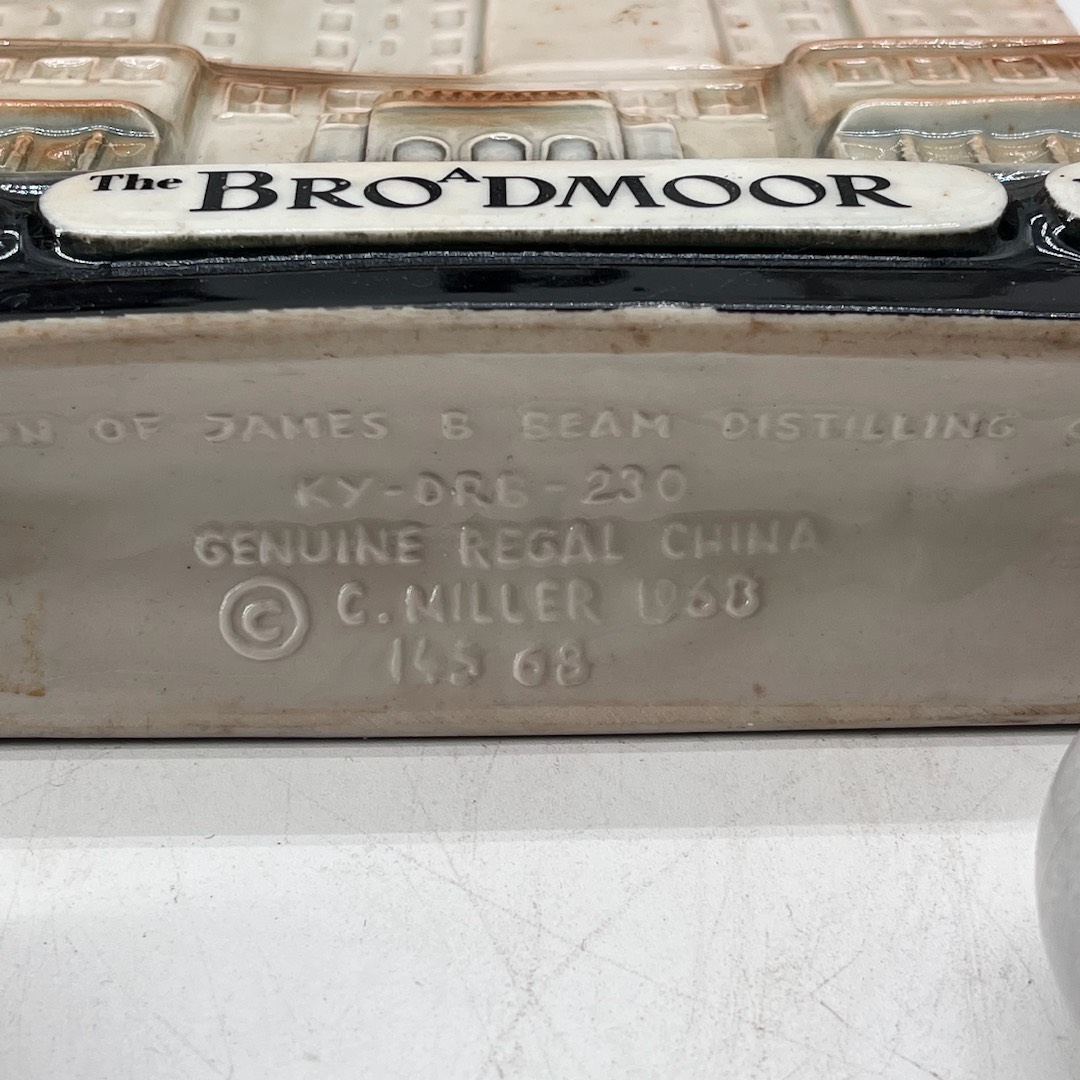 The BROADMOOR
OF JAMES B BEAM DISTILLING
KY-DRB-230
GENUINE REGAL CHINA
© C. MILLER 1968
145 68